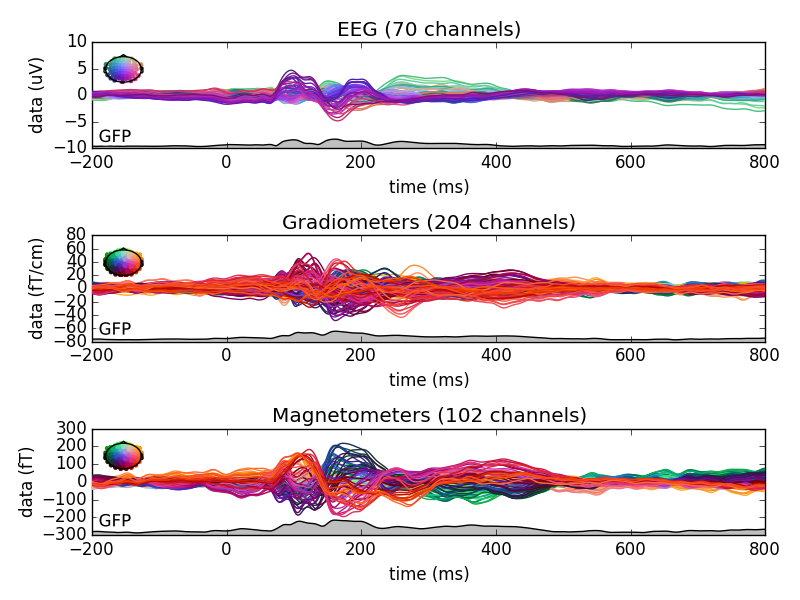 EEG (70 channels)
10
5
0
−5
−10
data (uV)
GFP
−200 0 200 400 600 800
time (ms)
Gradiometers (204 channels)
80
60
40
20
0
−20
−40
−60
−80
data (fT/cm)
GFP
−200 0 200 400 600 800
time (ms)
Magnetometers (102 channels)
300
200
100
0
−100
−200
−300
data (fT)
GFP
−200 0 200 400 600 800
time (ms)